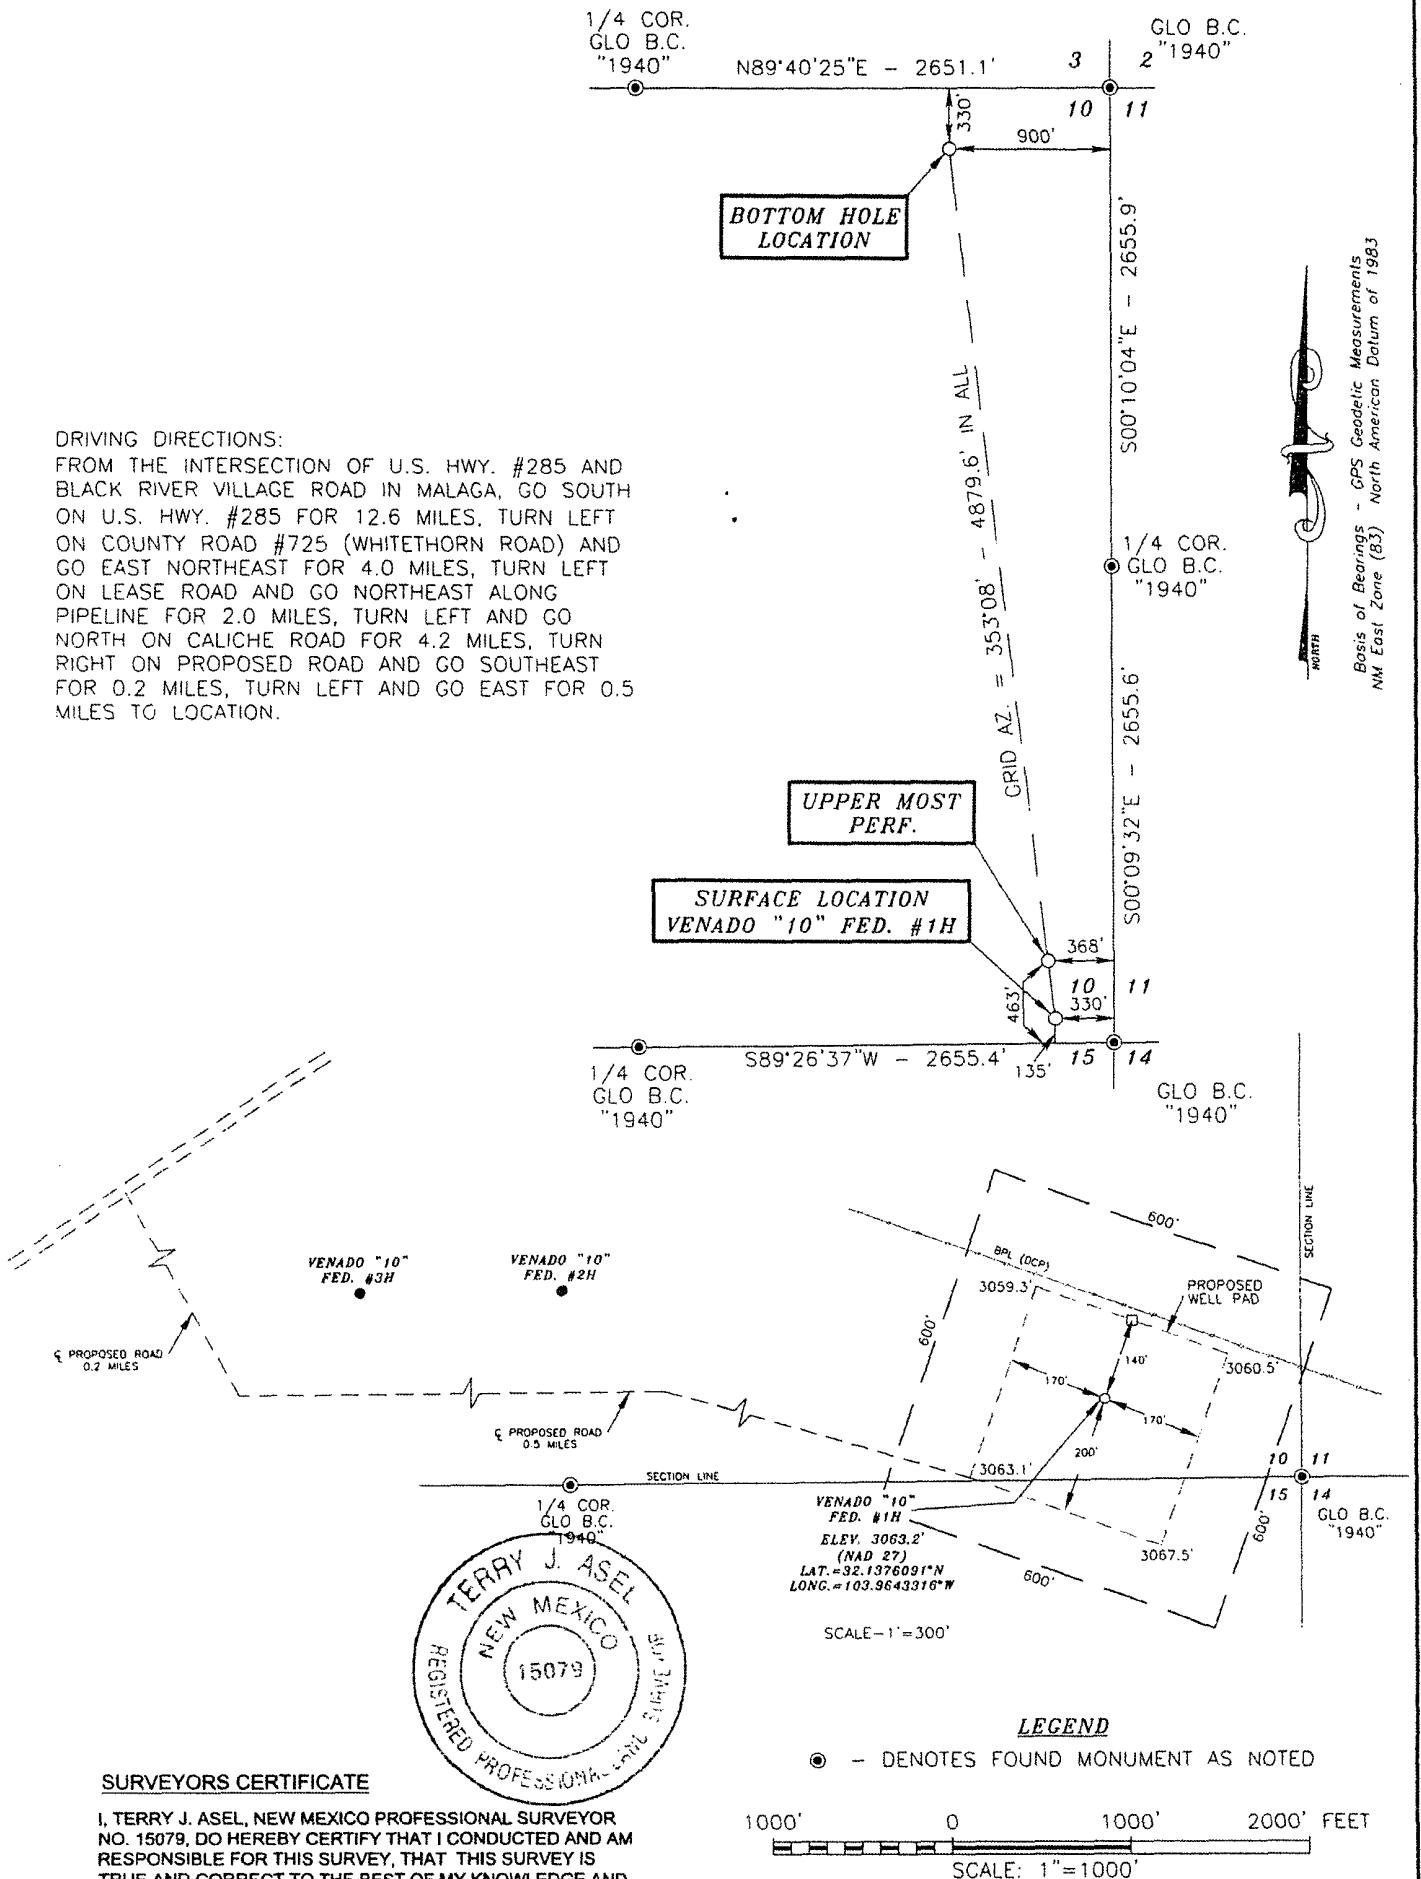 1/4 COR.
GLO B.C.
"1940"
N89°40'25"E - 2651.1'
3
2
GLO B.C.
"1940"
10
11
330'
900'
BOTTOM HOLE
LOCATION
S00°10'04"E - 2655.9'
GRID AZ. = 353°08' - 4879.6' IN ALL
Basis of Bearings - GPS Geodetic Measurements
NM East Zone (83) North American Datum of 1983
NORTH
DRIVING DIRECTIONS:
FROM THE INTERSECTION OF U.S. HWY. #285 AND
BLACK RIVER VILLAGE ROAD IN MALAGA, GO SOUTH
ON U.S. HWY. #285 FOR 12.6 MILES, TURN LEFT
ON COUNTY ROAD #725 (WHITETHORN ROAD) AND
GO EAST NORTHEAST FOR 4.0 MILES, TURN LEFT
ON LEASE ROAD AND GO NORTHEAST ALONG
PIPELINE FOR 2.0 MILES, TURN LEFT AND GO
NORTH ON CALICHE ROAD FOR 4.2 MILES, TURN
RIGHT ON PROPOSED ROAD AND GO SOUTHEAST
FOR 0.2 MILES, TURN LEFT AND GO EAST FOR 0.5
MILES TO LOCATION.
1/4 COR.
GLO B.C.
"1940"
S00°09'32"E - 2655.6'
UPPER MOST
PERF.
SURFACE LOCATION
VENADO "10" FED. #1H
368'
10
11
463'
330'
S89°26'37"W - 2655.4'
135'
15
14
1/4 COR.
GLO B.C.
"1940"
GLO B.C.
"1940"
SECTION LINE
600'
BPL (DCP)
3059.3'
PROPOSED
WELL PAD
VENADO "10"
FED. #3H
VENADO "10"
FED. #2H
600'
140'
3060.5'
℄ PROPOSED ROAD
0.2 MILES
170'
170'
℄ PROPOSED ROAD
0.5 MILES
200'
SECTION LINE
3063.1'
10
11
15
14
1/4 COR.
GLO B.C.
"1940"
VENADO "10"
FED. #1H
ELEV. 3063.2'
(NAD 27)
LAT.=32.1376091°N
LONG.=103.9643316°W
GLO B.C.
"1940"
600'
3067.5'
600'
SCALE-1"=300'
TERRY J. ASEL
NEW MEXICO
15079
REGISTERED PROFESSIONAL LAND SURVEYOR
LEGEND
- DENOTES FOUND MONUMENT AS NOTED
SURVEYORS CERTIFICATE
I, TERRY J. ASEL, NEW MEXICO PROFESSIONAL SURVEYOR
NO. 15079, DO HEREBY CERTIFY THAT I CONDUCTED AND AM
RESPONSIBLE FOR THIS SURVEY, THAT THIS SURVEY IS
TRUE AND CORRECT TO THE BEST OF MY KNOWLEDGE AND
1000'
0
1000'
2000' FEET
SCALE: 1"=1000'